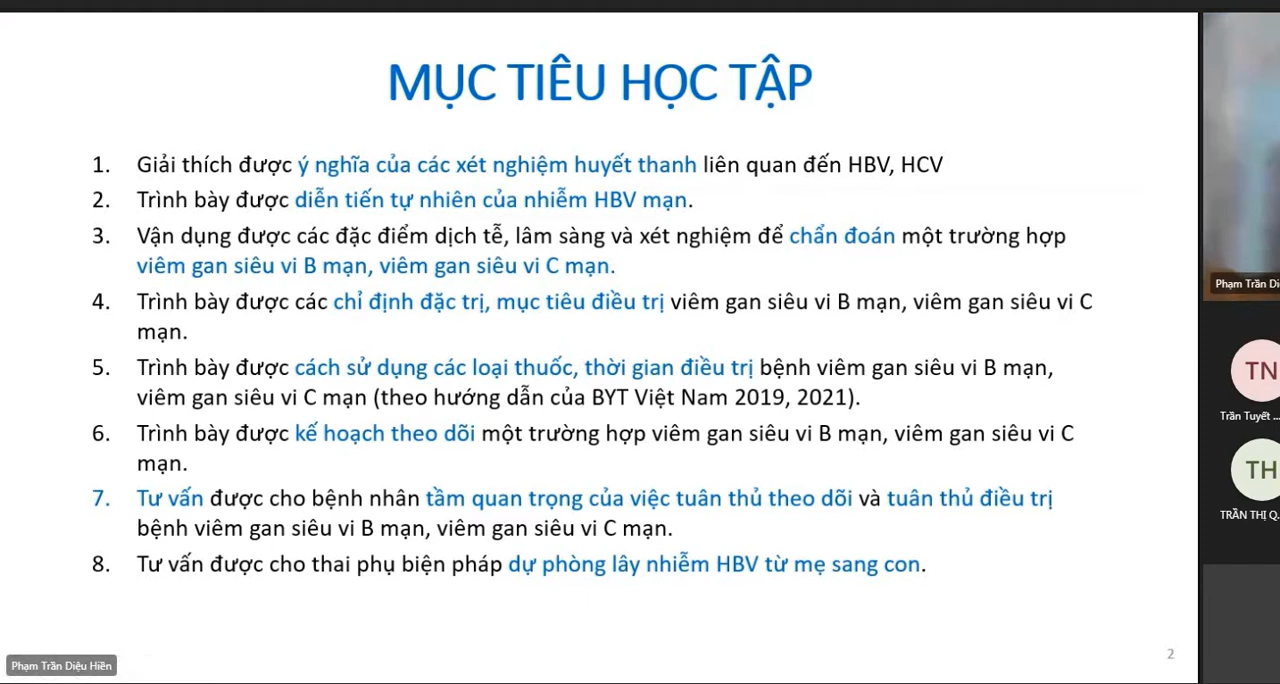 MỤC TIÊU HỌC TẬP
1. Giải thích được ý nghĩa của các xét nghiệm huyết thanh liên quan đến HBV, HCV
2. Trình bày được diễn tiến tự nhiên của nhiễm HBV mạn.
3. Vận dụng được các đặc điểm dịch tễ, lâm sàng và xét nghiệm để chẩn đoán một trường hợp
viêm gan siêu vi B mạn, viêm gan siêu vi C mạn.
4. Trình bày được các chỉ định đặc trị, mục tiêu điều trị viêm gan siêu vi B mạn, viêm gan siêu vi C
mạn.
5. Trình bày được cách sử dụng các loại thuốc, thời gian điều trị bệnh viêm gan siêu vi B mạn,
viêm gan siêu vi C mạn (theo hướng dẫn của BYT Việt Nam 2019, 2021).
6. Trình bày được kế hoạch theo dõi một trường hợp viêm gan siêu vi B mạn, viêm gan siêu vi C
mạn.
7. Tư vấn được cho bệnh nhân tầm quan trọng của việc tuân thủ theo dõi và tuân thủ điều trị
bệnh viêm gan siêu vi B mạn, viêm gan siêu vi C mạn.
8. Tư vấn được cho thai phụ biện pháp dự phòng lây nhiễm HBV từ mẹ sang con.
2
Phạm Trần Diệu Hiền
Phạm Trần Di
TN
Trần Tuyết ...
TH
TRẦN THỊ Q...